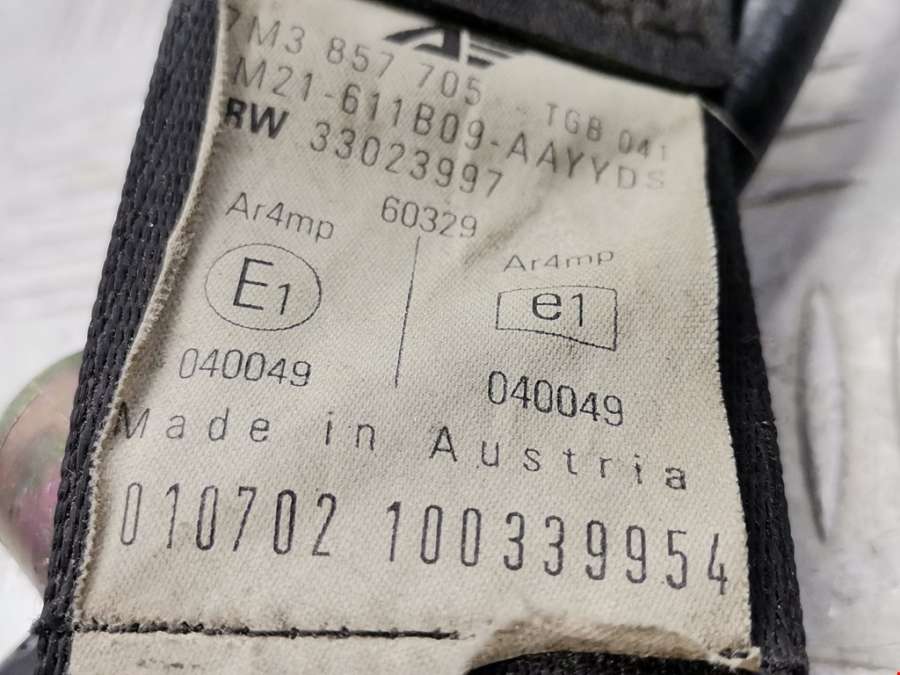 7M3 857 705 TGB 041
M21-611B09-AAYYDS
RW 33023997
Ar4mp 60329 Ar4mp
E1 e1
040049 040049
Made in Austria
010702 100339954